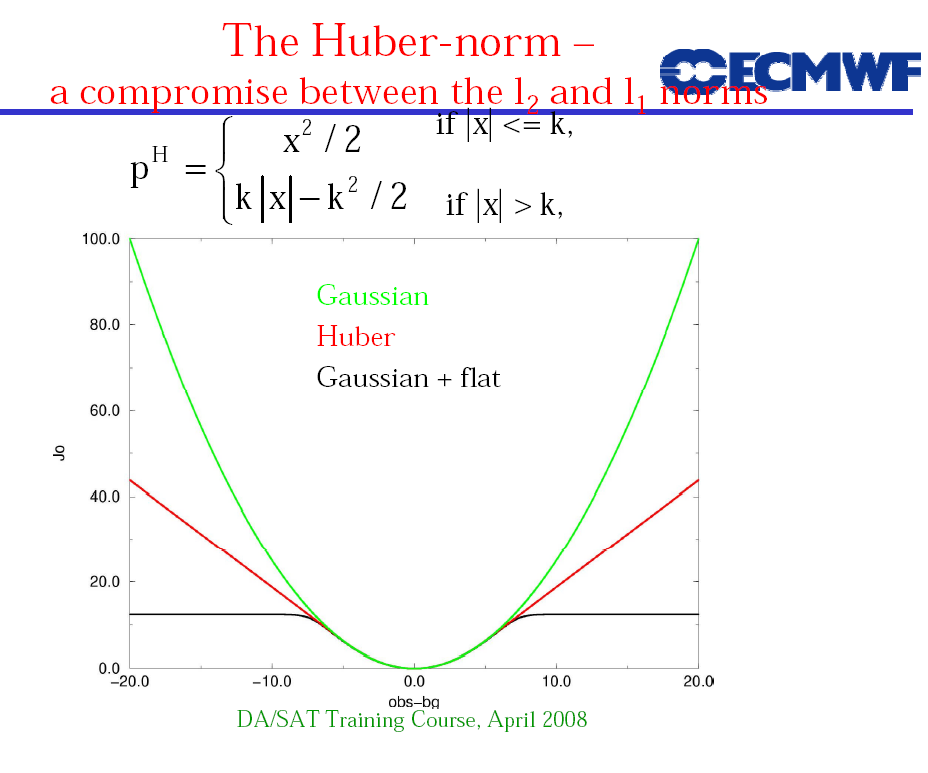 The Huber-norm –
ECMWF
a compromise between the l₂ and l₁ norms
p^H = { x² / 2 if |x| <= k,
k|x| – k² / 2 if |x| > k,
100.0
Gaussian
80.0
Huber
Gaussian + flat
60.0
Jo
40.0
20.0
0.0
−20.0 −10.0 0.0 10.0 20.0
obs−bg
DA/SAT Training Course, April 2008